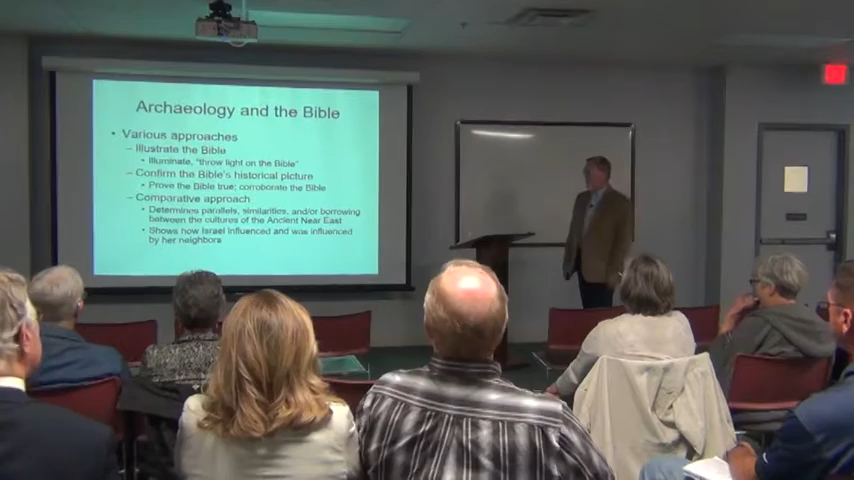 Archaeology and the Bible
• Various approaches
– Illustrate the Bible
• Illuminate, "throw light on the Bible"
– Confirm the Bible's historical picture
• Prove the Bible true; corroborate the Bible
– Comparative approach
• Determines parallels, similarities, and/or borrowing
between the cultures of the Ancient Near East
• Shows how Israel influenced and was influenced
by her neighbors